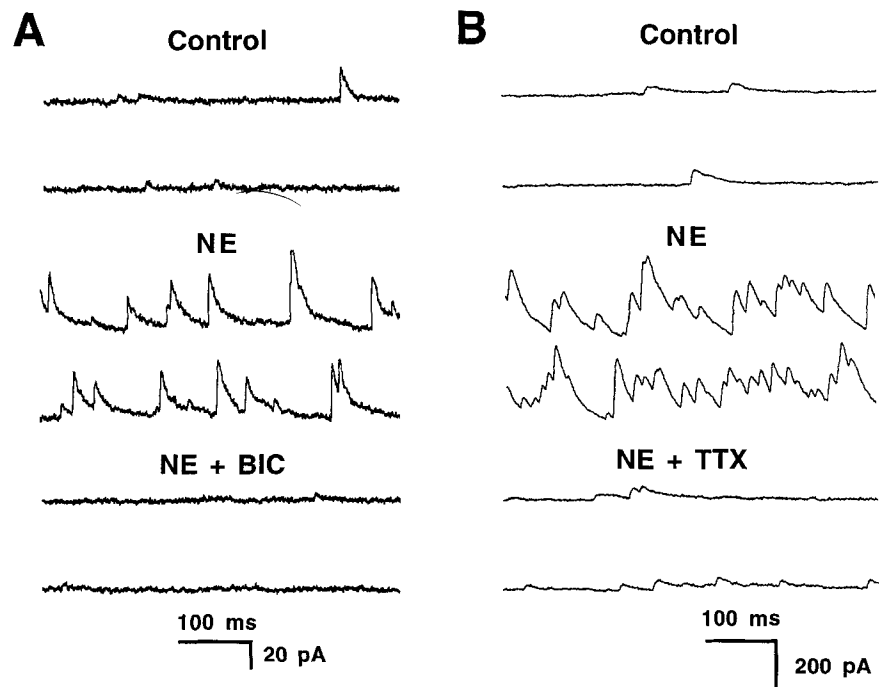 A
Control
NE
NE + BIC
100 ms
20 pA
B
Control
NE
NE + TTX
100 ms
200 pA